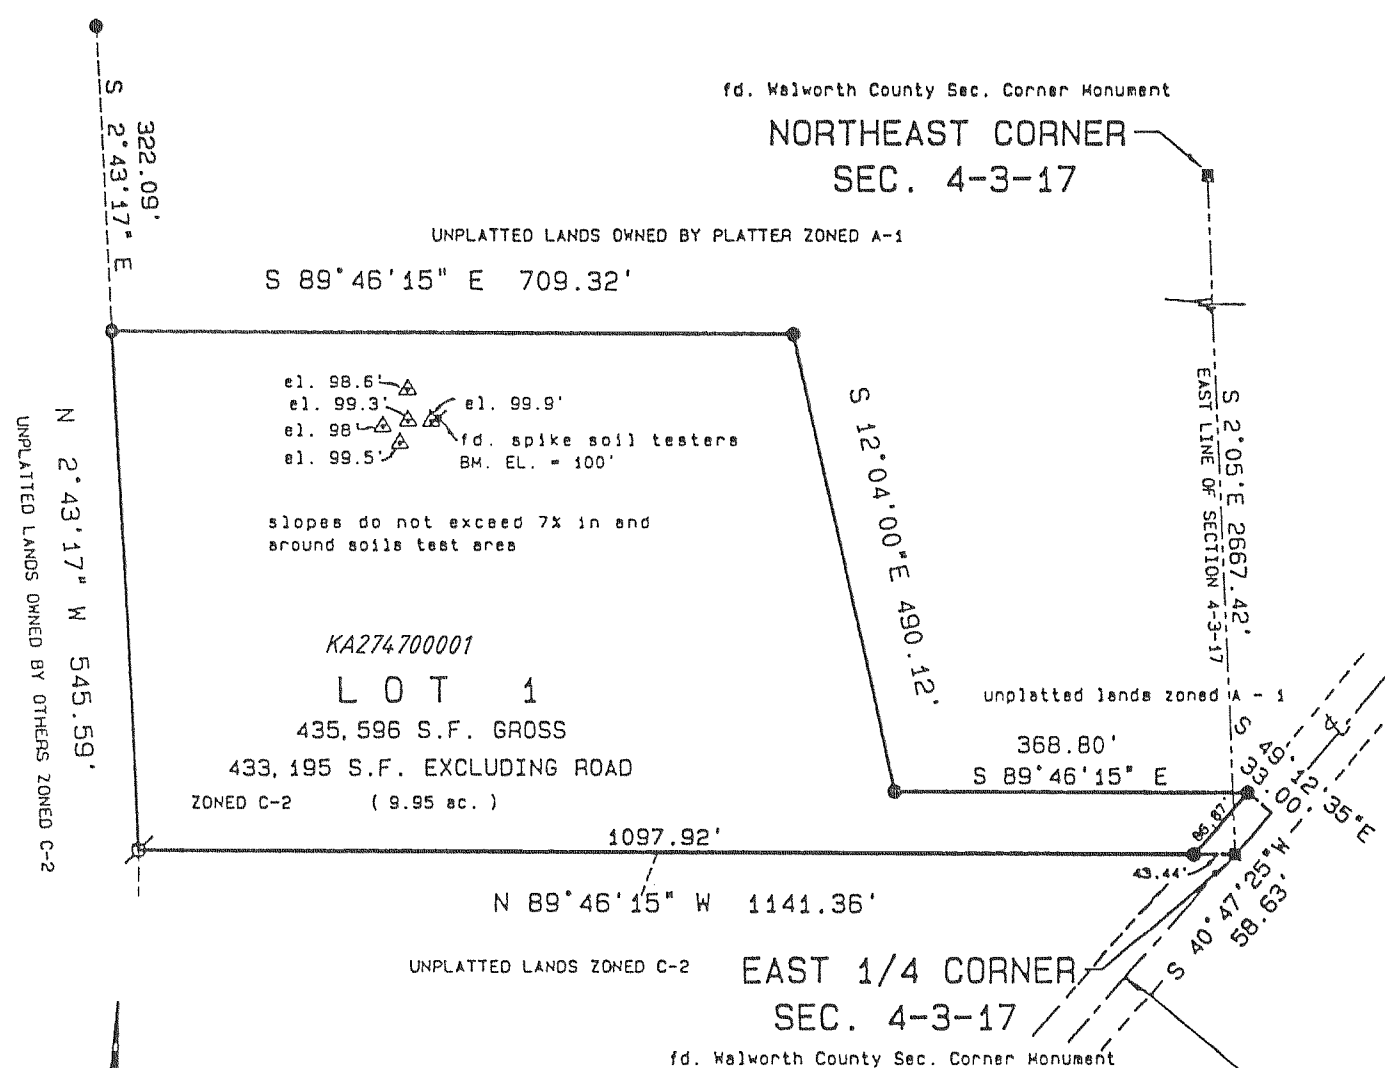 fd. Walworth County Sec. Corner Monument
NORTHEAST CORNER
SEC. 4-3-17
322.09'
S 2°43'17" E
UNPLATTED LANDS OWNED BY PLATTER ZONED A-1
S 89°46'15" E 709.32'
el. 98.6'
el. 99.3'
el. 99.9'
el. 98
fd. spike soil testers
el. 99.5'
BM. EL. = 100'
slopes do not exceed 7% in and
around soils test area
N 2°43'17" W 545.59'
UNPLATTED LANDS OWNED BY OTHERS ZONED C-2
S 12°04'00"E 490.12'
S 2°05'E 2667.42'
EAST LINE OF SECTION 4-3-17
KA274700001
LOT 1
435,596 S.F. GROSS
433,195 S.F. EXCLUDING ROAD
ZONED C-2 ( 9.95 ac. )
unplatted lands zoned A - 1
368.80'
S 89°46'15" E
S 49°12'35"E
33.00'
1097.92'
43.44'
N 89°46'15" W 1141.36'
S 40°47'25"W
58.63'
UNPLATTED LANDS ZONED C-2
EAST 1/4 CORNER
SEC. 4-3-17
fd. Walworth County Sec. Corner Monument